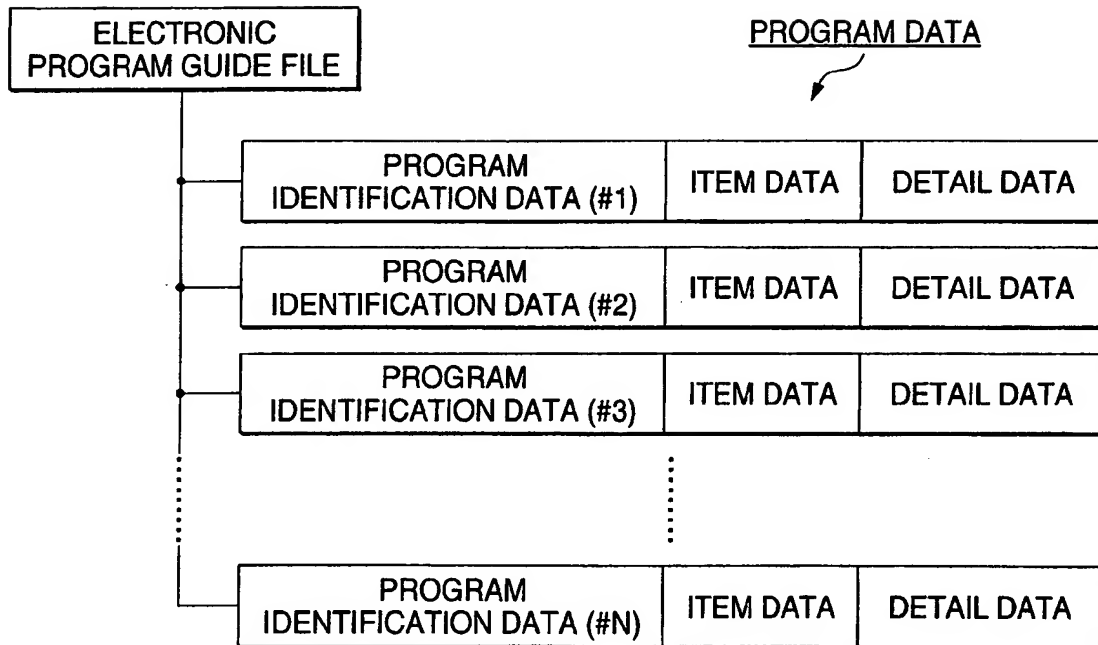 ELECTRONIC
PROGRAM GUIDE FILE
PROGRAM DATA
PROGRAM
IDENTIFICATION DATA (#1)
ITEM DATA
DETAIL DATA
PROGRAM
IDENTIFICATION DATA (#2)
ITEM DATA
DETAIL DATA
PROGRAM
IDENTIFICATION DATA (#3)
ITEM DATA
DETAIL DATA
PROGRAM
IDENTIFICATION DATA (#N)
ITEM DATA
DETAIL DATA